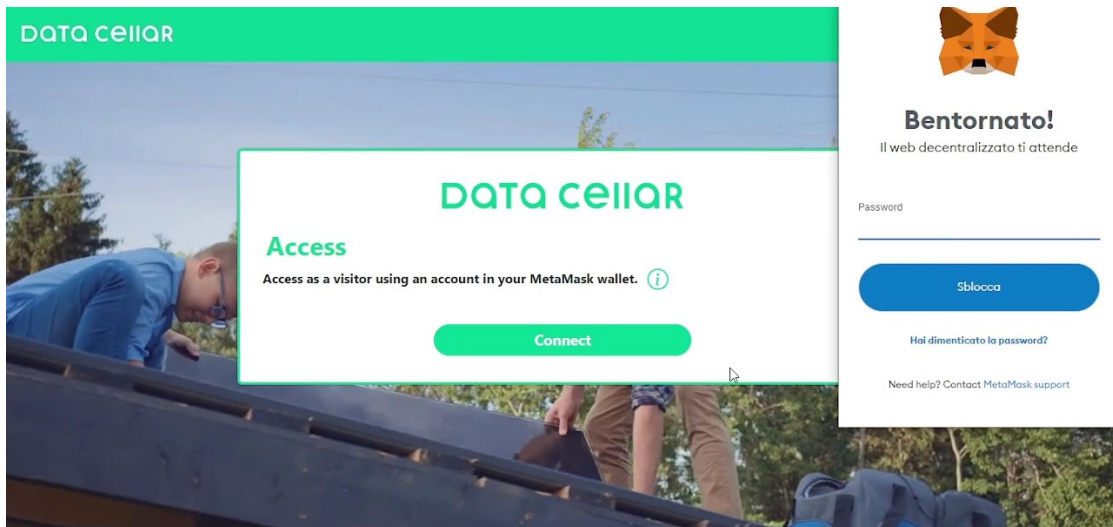 DATA CELLAR
DATA CELLAR
Access
Access as a visitor using an account in your MetaMask wallet. i
Connect
Bentornato!
Il web decentralizzato ti attende
Password
Sblocca
Hai dimenticato la password?
Need help? Contact MetaMask support